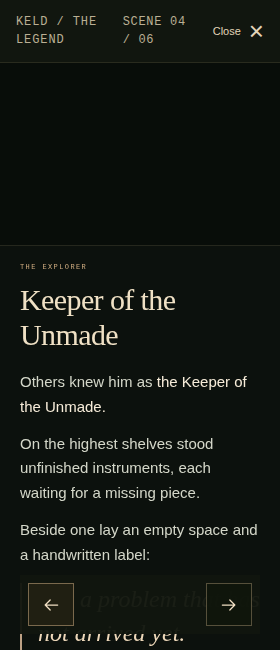 KELD / THE LEGEND
SCENE 04 / 06
Close
THE EXPLORER
Keeper of the
Unmade
Others knew him as the Keeper of
the Unmade.
On the highest shelves stood
unfinished instruments, each
waiting for a missing piece.
Beside one lay an empty space and
a handwritten label:
a problem
not arrived yet.